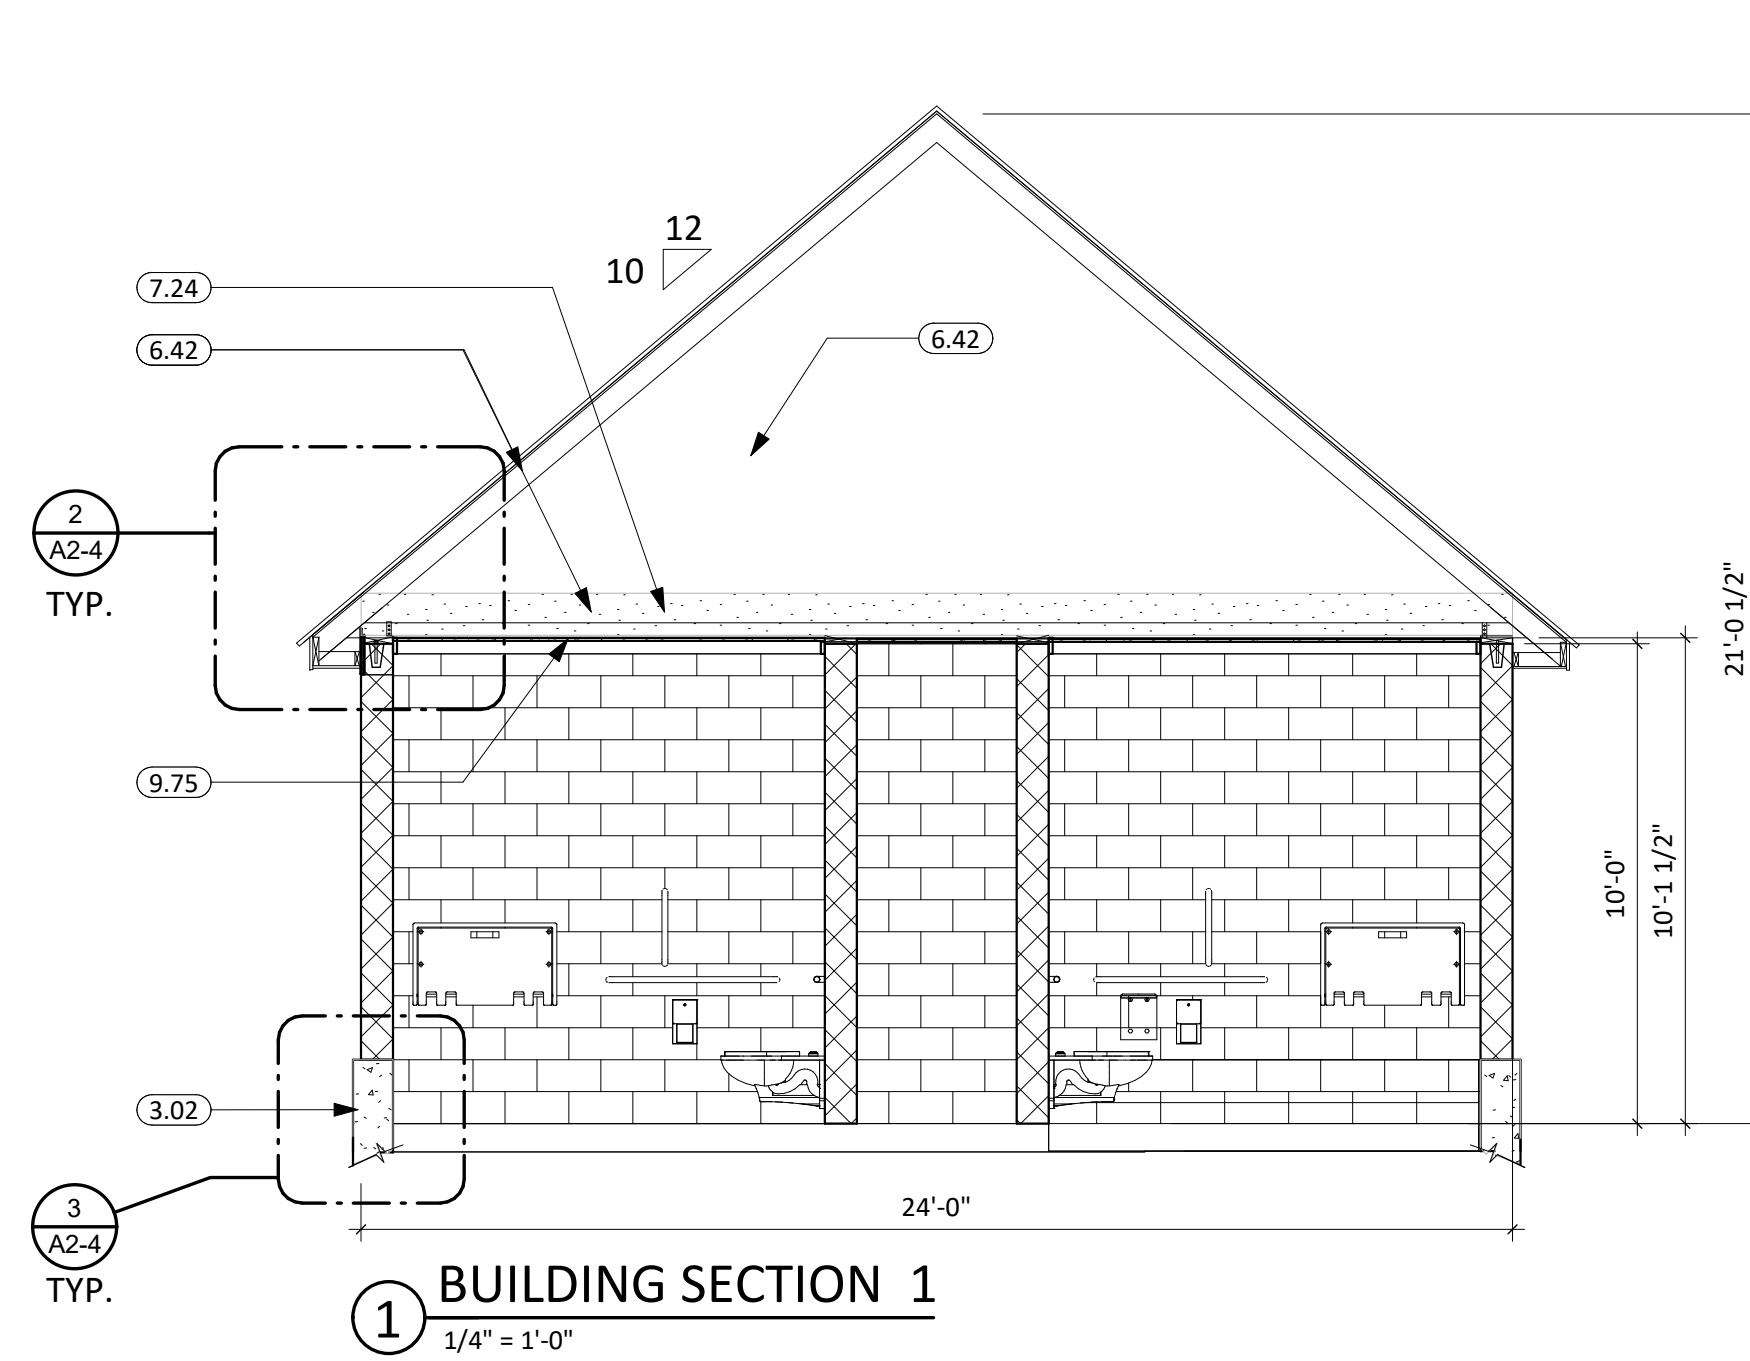 12
10
7.24
6.42
6.42
2
A2-4
TYP.
21'-0 1/2"
9.75
10'-0"
10'-1 1/2"
3.02
3
A2-4
TYP.
24'-0"
1 BUILDING SECTION 1
1/4" = 1'-0"